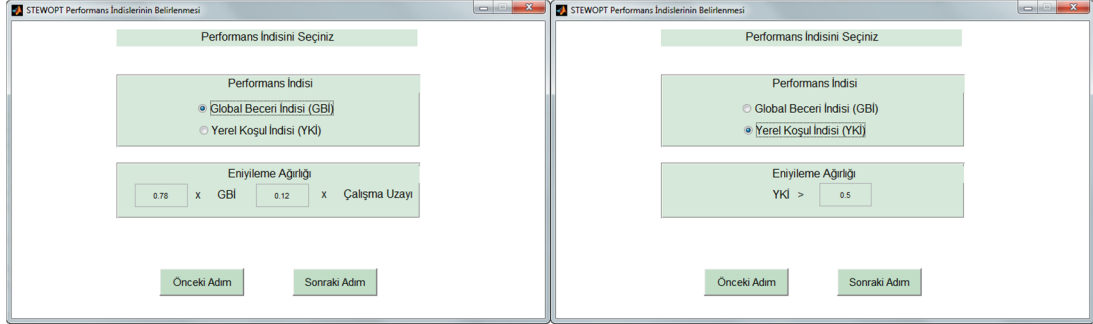 STEWOPT Performans İndislerinin Belirlenmesi
Performans İndisini Seçiniz
Performans İndisi
Global Beceri İndisi (GBİ)
Yerel Koşul İndisi (YKİ)
Eniyileme Ağırlığı
0.78 x GBİ 0.12 x Çalışma Uzayı
Önceki Adım Sonraki Adım
STEWOPT Performans İndislerinin Belirlenmesi
Performans İndisini Seçiniz
Performans İndisi
Global Beceri İndisi (GBİ)
Yerel Koşul İndisi (YKİ)
Eniyileme Ağırlığı
YKİ > 0.5
Önceki Adım Sonraki Adım